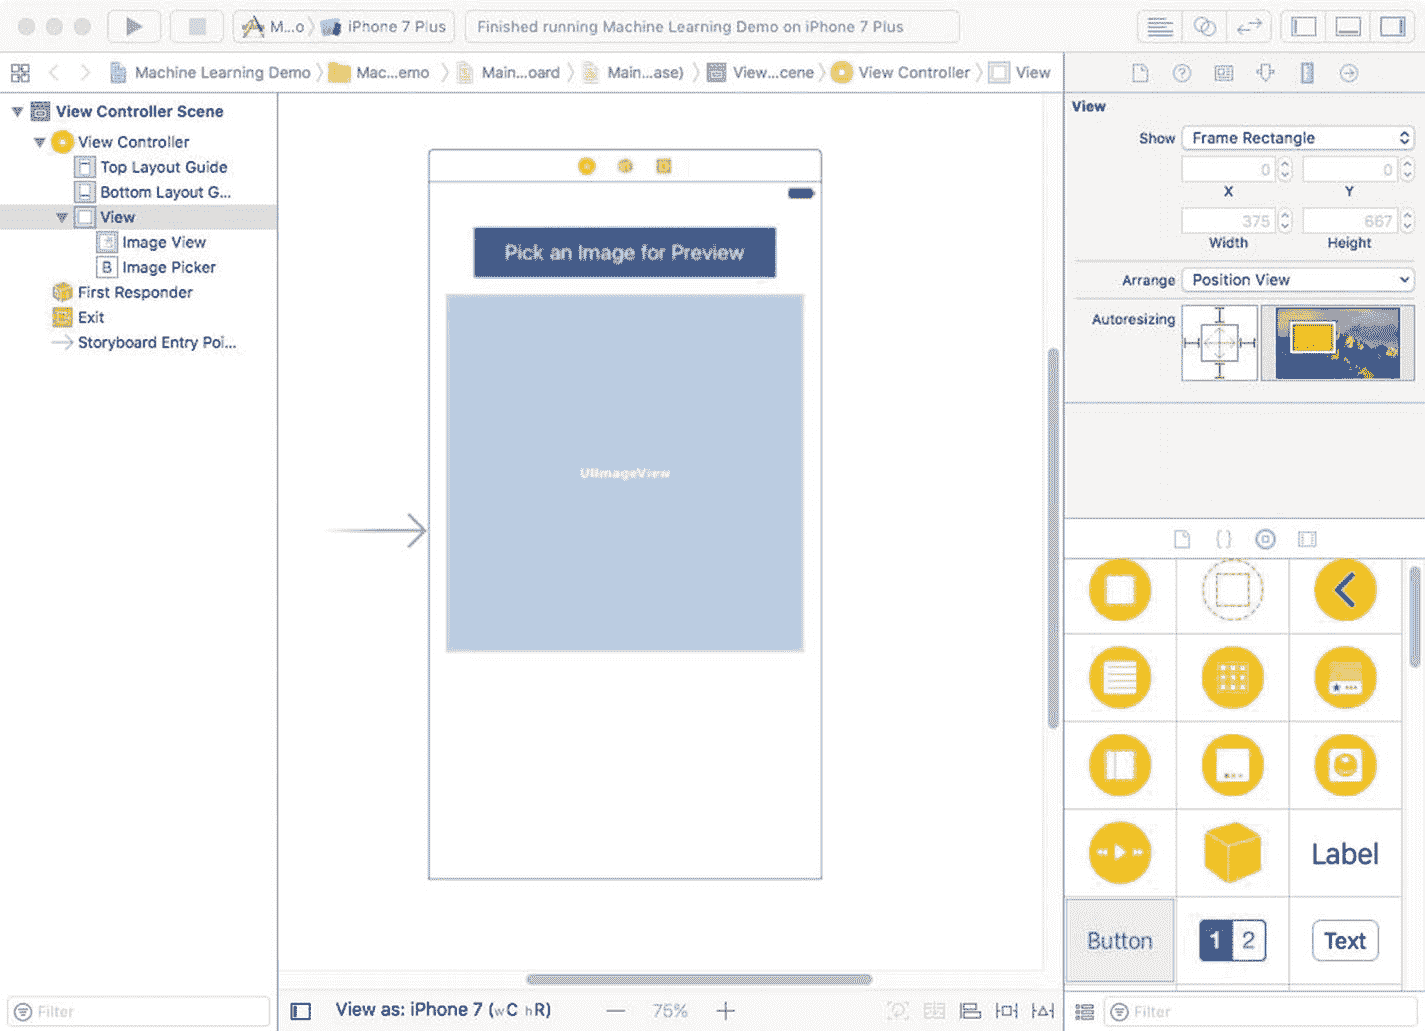 M...o
iPhone 7 Plus
Finished running Machine Learning Demo on iPhone 7 Plus
Machine Learning Demo
Mac...emo
Main...oard
Main...ase)
View...cene
View Controller
View
View Controller Scene
View Controller
Top Layout Guide
Bottom Layout G...
View
Image View
B Image Picker
First Responder
Exit
Storyboard Entry Poi...
Filter
Pick an Image for Preview
UIImageView
View as: iPhone 7 (wC hR)
— 75% +
View
Show Frame Rectangle
0 0
X Y
375 667
Width Height
Arrange Position View
Autoresizing
{ }
Label
Button
1 2
Text
Filter